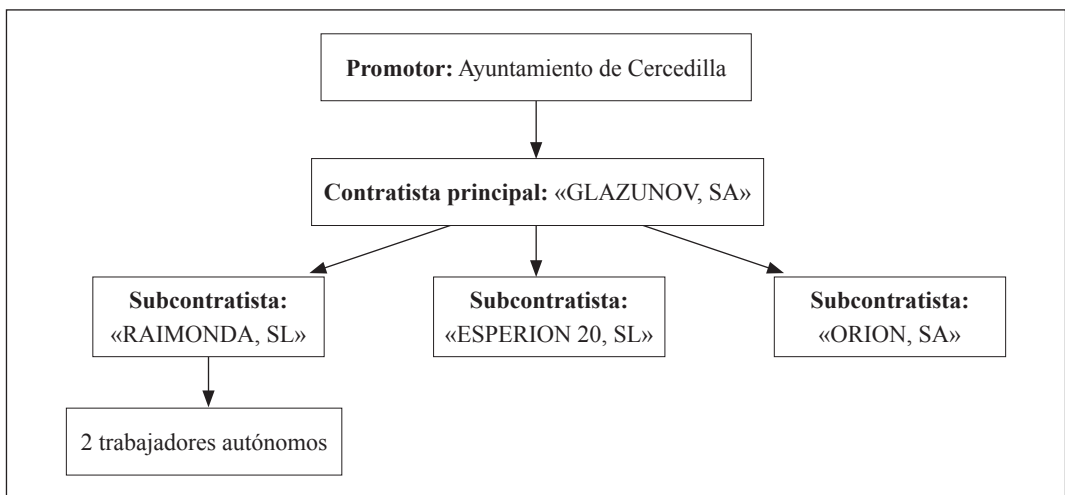 Promotor: Ayuntamiento de Cercedilla
Contratista principal: «GLAZUNOV, SA»
Subcontratista:
«RAIMONDA, SL»
Subcontratista:
«ESPERION 20, SL»
Subcontratista:
«ORION, SA»
2 trabajadores autónomos